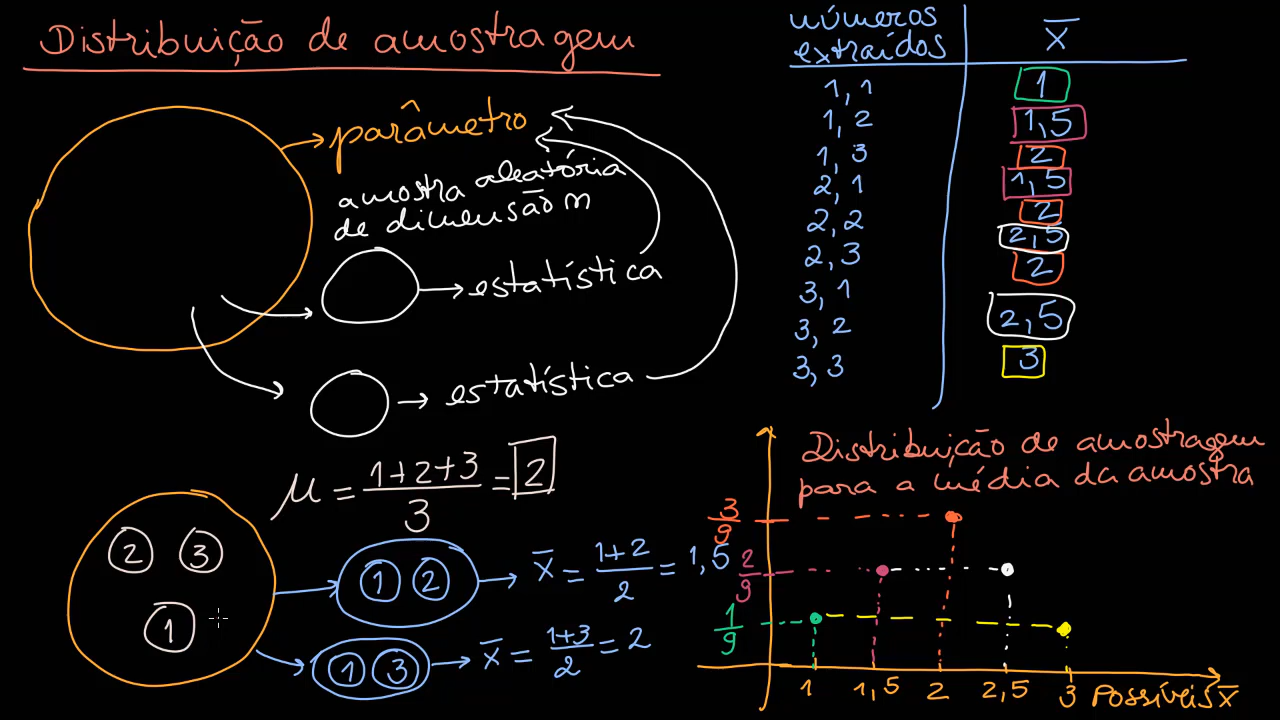 Distribuição de amostragem
parâmetro
amostra aleatória
de dimensão n
estatística
estatística
μ = 1+2+3 / 3 = 2
2 3
1
1 2
x̄ = 1+2 / 2 = 1,5
1 3
x̄ = 1+3 / 2 = 2
números extraídos x̄
1, 1 1
1, 2 1,5
1, 3 2
2, 1 1,5
2, 2 2
2, 3 2,5
3, 1 2
3, 2 2,5
3, 3 3
Distribuição de amostragem
para a média da amostra
3/9
2/9
1/9
1 1,5 2 2,5 3 Possíveis x̄